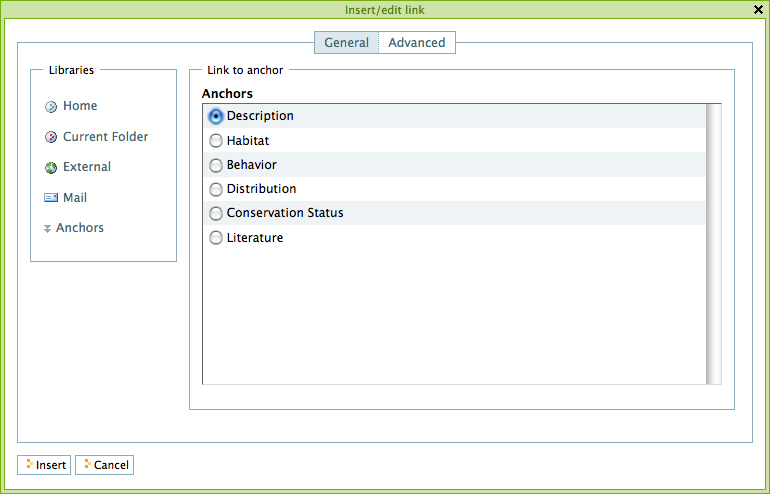 Insert/edit link
General Advanced
Libraries
Home
Current Folder
External
Mail
Anchors
Link to anchor
Anchors
Description
Habitat
Behavior
Distribution
Conservation Status
Literature
Insert Cancel